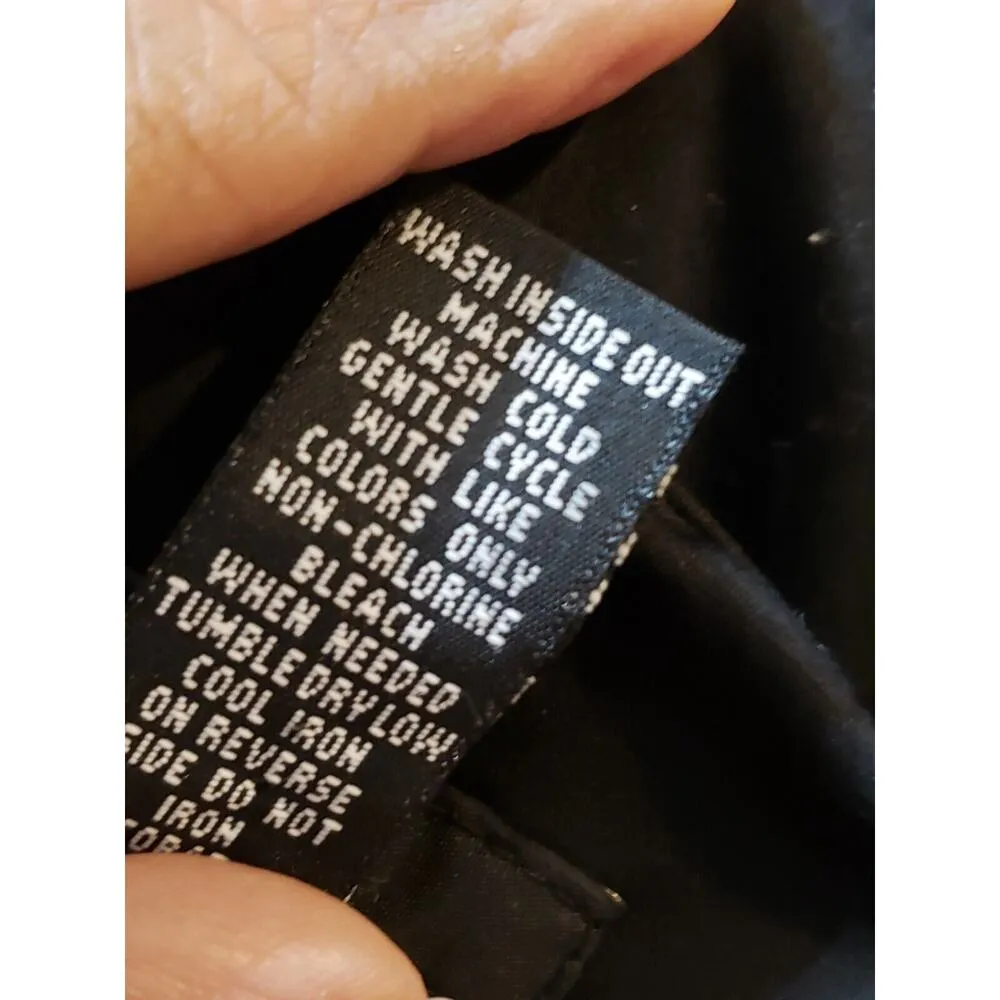 WASH INSIDE OUT
MACHINE
WASH COLD
GENTLE CYCLE
WITH LIKE
COLORS ONLY
NON-CHLORINE
BLEACH
WHEN NEEDED
TUMBLE DRY LOW
COOL IRON
ON REVERSE
SIDE DO NOT
IRON